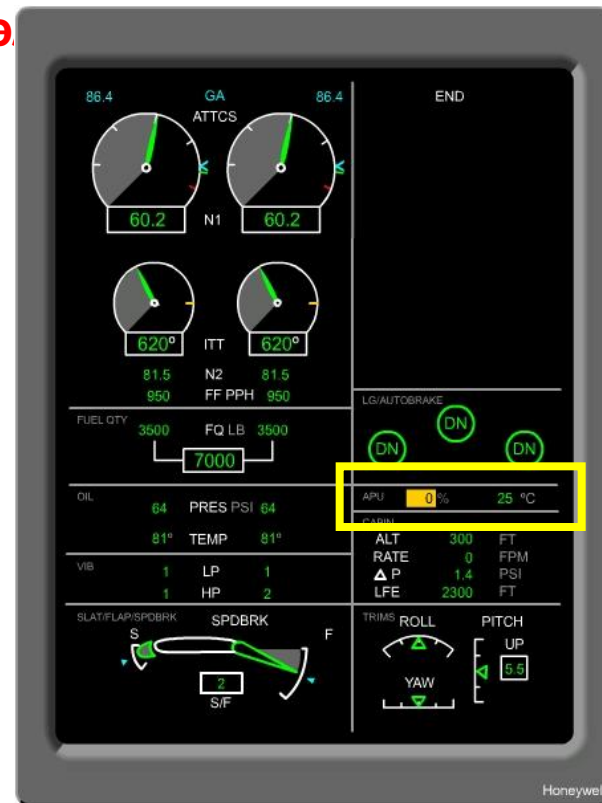 86.4 GA 86.4
ATTCS
60.2 N1 60.2
620° ITT 620°
81.5 N2 81.5
950 FF PPH 950
FUEL QTY
3500 FQ LB 3500
7000
OIL
64 PRES PSI 64
81° TEMP 81°
VIB
1 LP 1
1 HP 2
SLAT/FLAP/SPDBRK SPDBRK
S F
2
S/F
END
LG/AUTOBRAKE
DN
DN DN
APU 0 % 25 °C
CABIN
ALT 300 FT
RATE 0 FPM
Δ P 1.4 PSI
LFE 2300 FT
TRIMS ROLL PITCH
UP
5.5
YAW